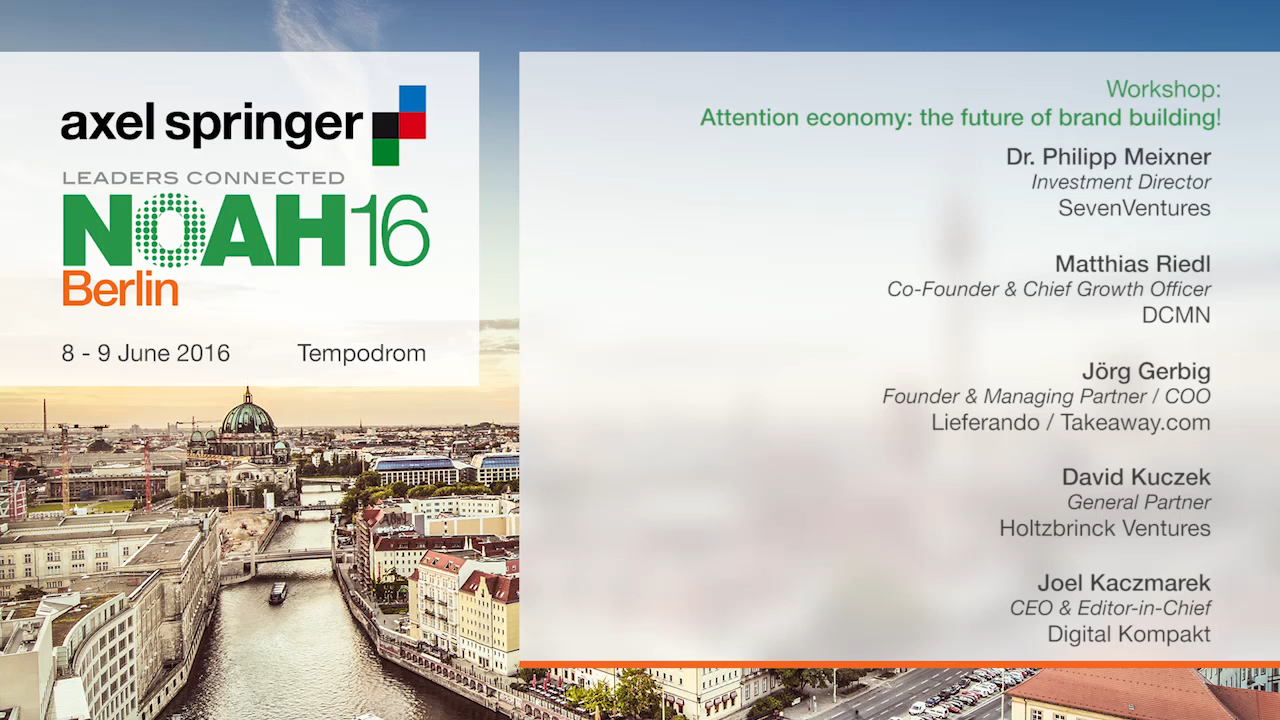 axel springer
LEADERS CONNECTED
NOAH16
Berlin
8 - 9 June 2016 Tempodrom
Workshop:
Attention economy: the future of brand building!
Dr. Philipp Meixner
Investment Director
SevenVentures
Matthias Riedl
Co-Founder & Chief Growth Officer
DCMN
Jörg Gerbig
Founder & Managing Partner / COO
Lieferando / Takeaway.com
David Kuczek
General Partner
Holtzbrinck Ventures
Joel Kaczmarek
CEO & Editor-in-Chief
Digital Kompakt